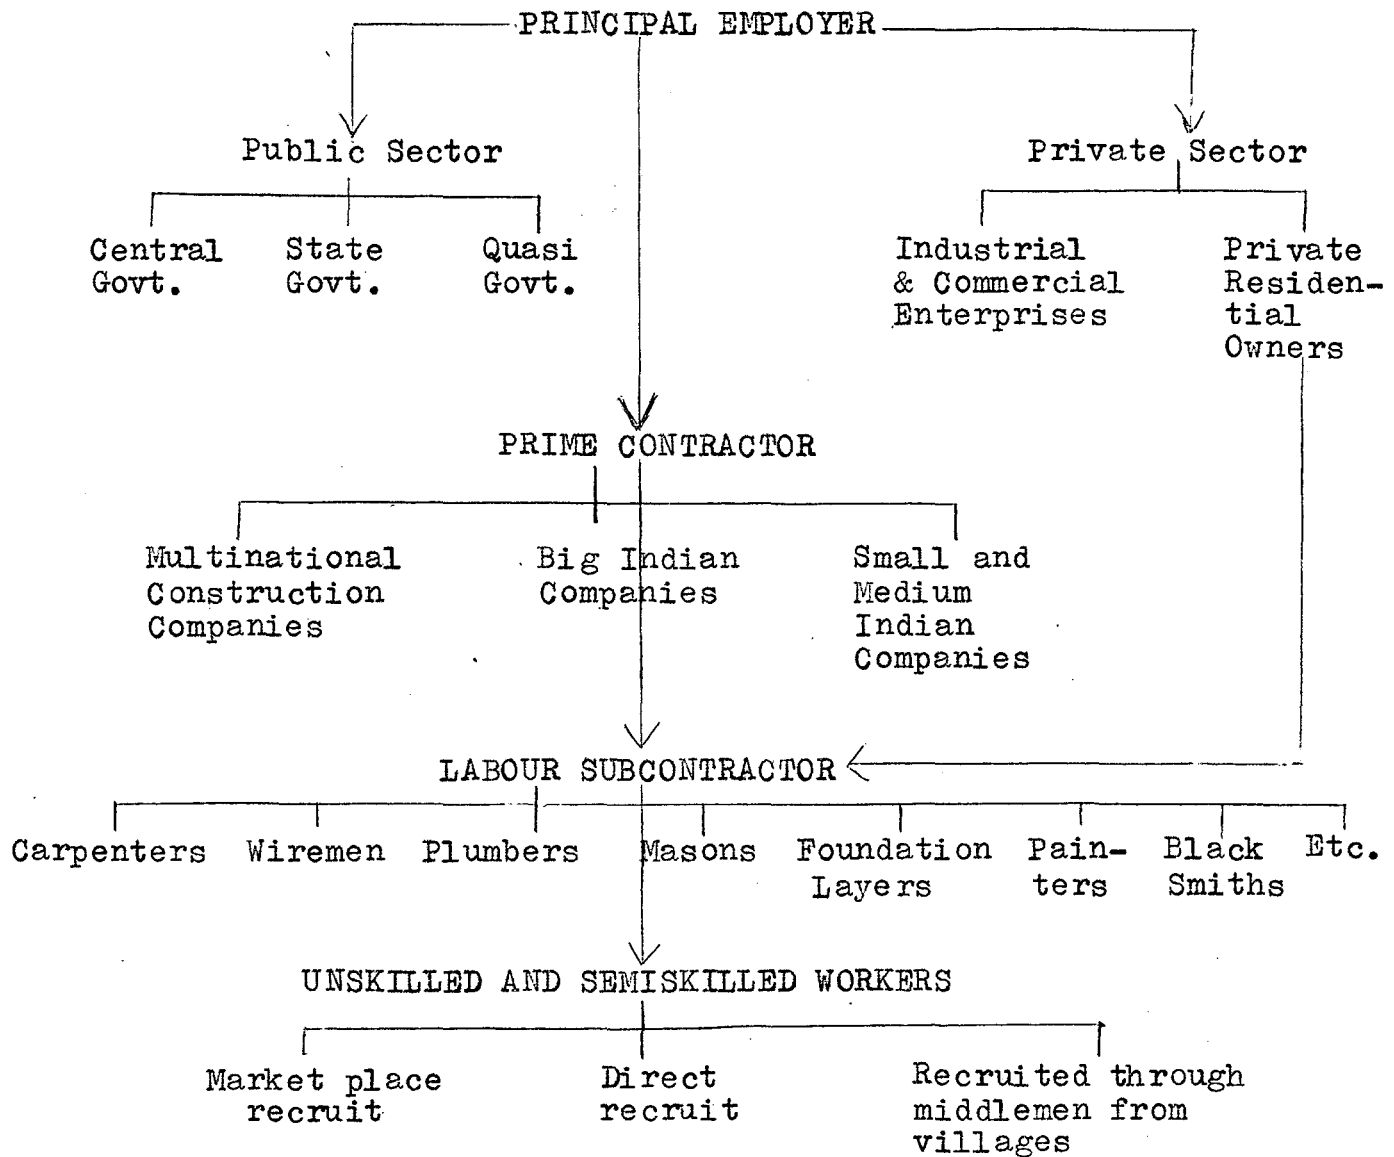 PRINCIPAL EMPLOYER
Public Sector
Private Sector
Central
Govt.
State
Govt.
Quasi
Govt.
Industrial
& Commercial
Enterprises
Private
Residen-
tial
Owners
PRIME CONTRACTOR
Multinational
Construction
Companies
Big Indian
Companies
Small and
Medium
Indian
Companies
LABOUR SUBCONTRACTOR
Carpenters
Wiremen
Plumbers
Masons
Foundation
Layers
Pain-
ters
Black
Smiths
Etc.
UNSKILLED AND SEMISKILLED WORKERS
Market place
recruit
Direct
recruit
Recruited through
middlemen from
villages